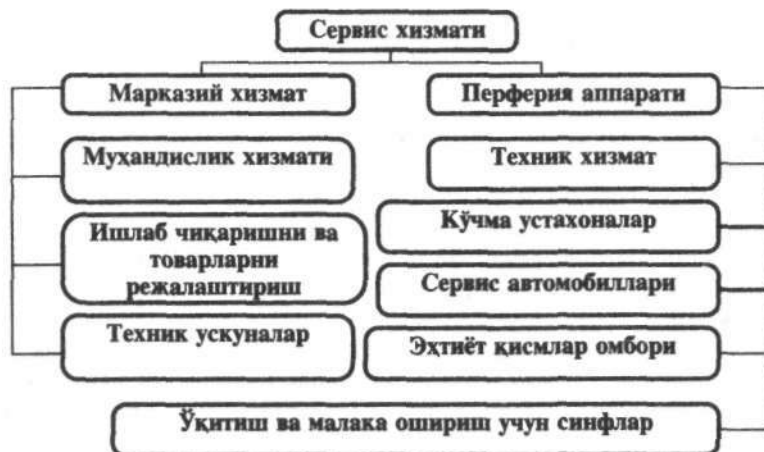 Сервис хизмати
Марказий хизмат
Перферия аппарати
Муҳандислик хизмати
Техник хизмат
Ишлаб чиқаришни ва
товарларни
режалаштириш
Кўчма устахоналар
Сервис автомобиллари
Техник ускуналар
Эҳтиёт қисмлар омбори
Ўқитиш ва малака ошириш учун синфлар